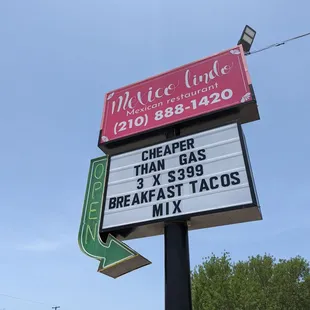 Mexico lindo
Mexican restaurant
(210) 888-1420
CHEAPER
THAN GAS
3 X $399
BREAKFAST TACOS
MIX
OPEN